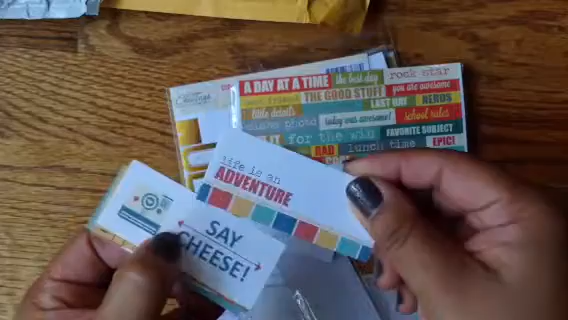 A DAY AT A TIME the best day rock star
you are awesome
THE GOOD STUFF
LAST DAY NERDS
little details
photo today was awesome! school rules
for the win FAVORITE SUBJECT
RAD lunch time EPIC!
life is an
ADVENTURE
SAY
CHEESE!